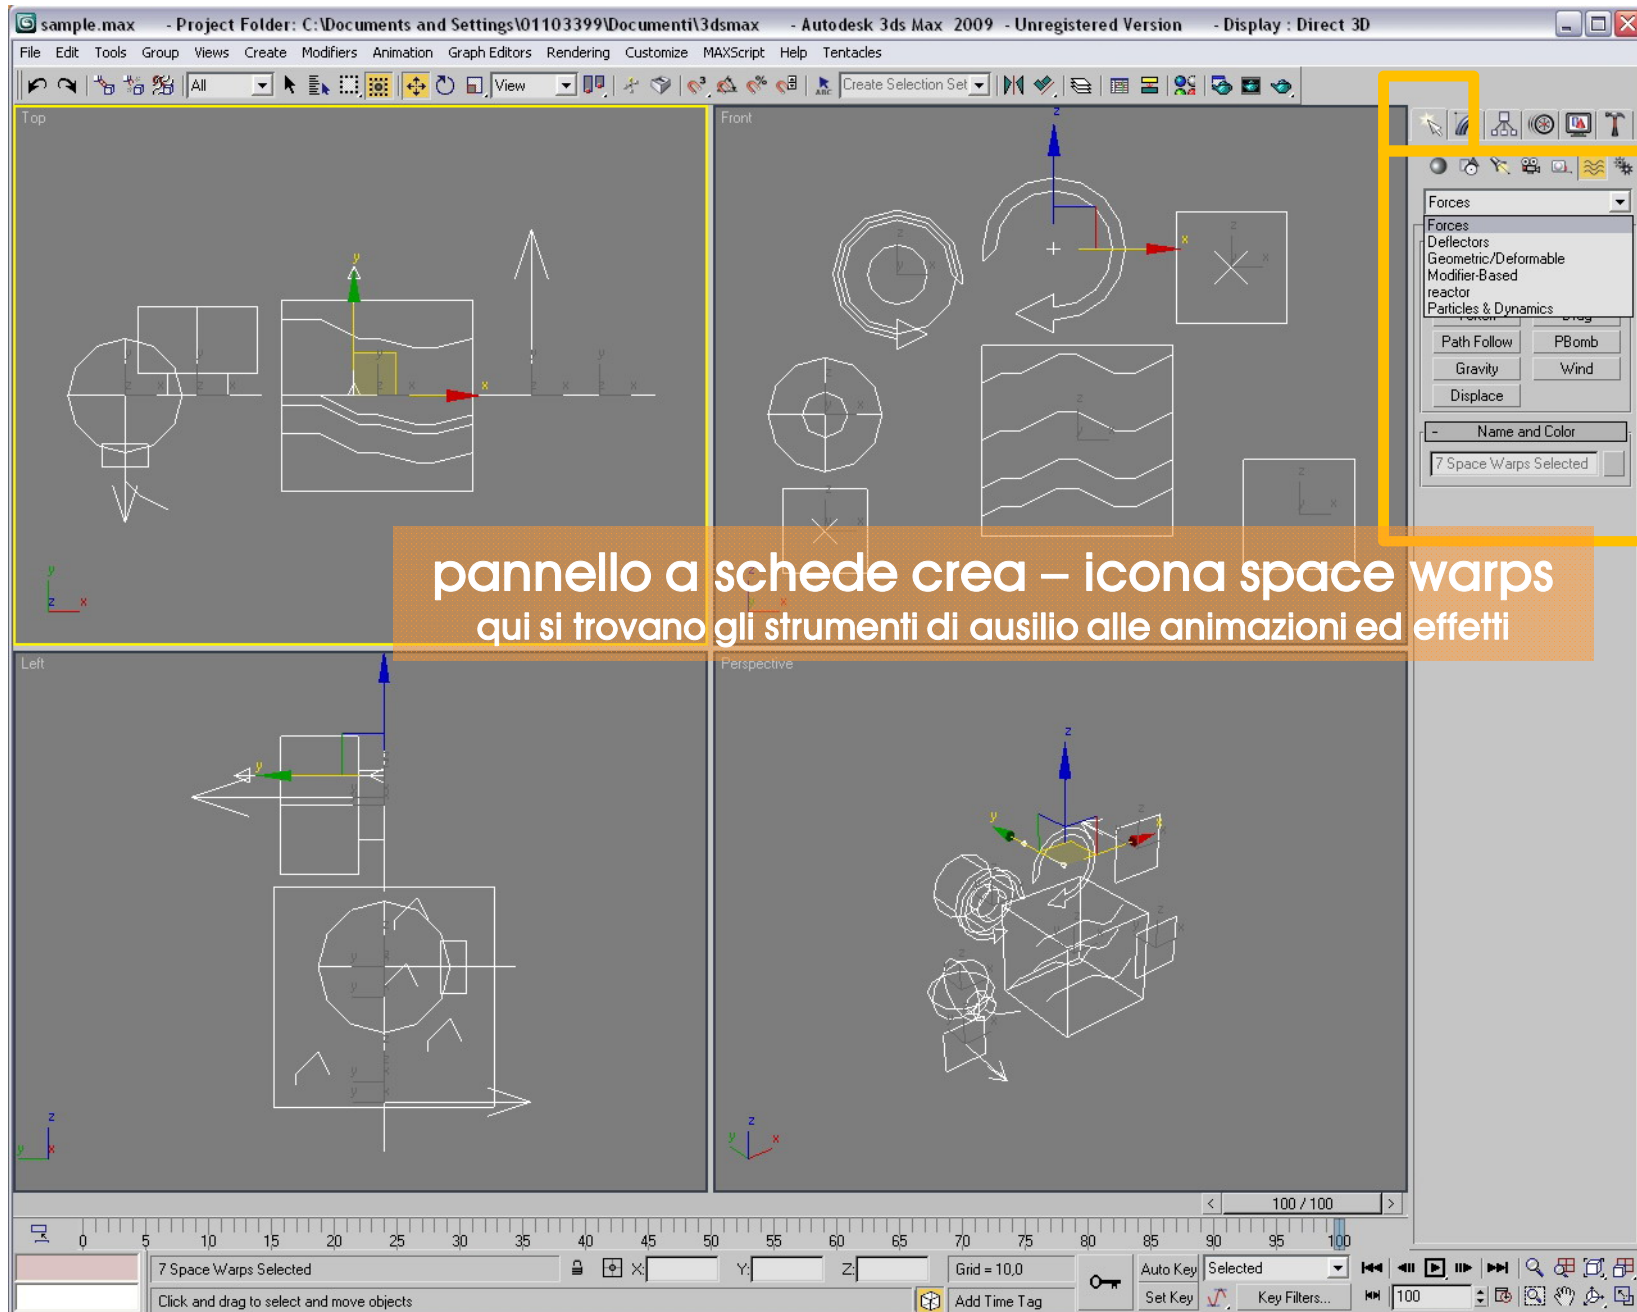 sample.max - Project Folder: C:\Documents and Settings\01103399\Documenti\3dsmax - Autodesk 3ds Max 2009 - Unregistered Version - Display : Direct 3D
File Edit Tools Group Views Create Modifiers Animation Graph Editors Rendering Customize MAXScript Help Tentacles
All View Create Selection Set
Top
Front
Forces
Forces
Deflectors
Geometric/Deformable
Modifier-Based
reactor
Particles & Dynamics
Path Follow PBomb
Gravity Wind
Displace
- Name and Color
7 Space Warps Selected
pannello a schede crea – icona space warps
qui si trovano gli strumenti di ausilio alle animazioni ed effetti
Left
Perspective
< 100 / 100 >
0 5 10 15 20 25 30 35 40 45 50 55 60 65 70 75 80 85 90 95 100
7 Space Warps Selected X: Y: Z: Grid = 10,0 Auto Key Selected
Click and drag to select and move objects Add Time Tag Set Key Key Filters... 100